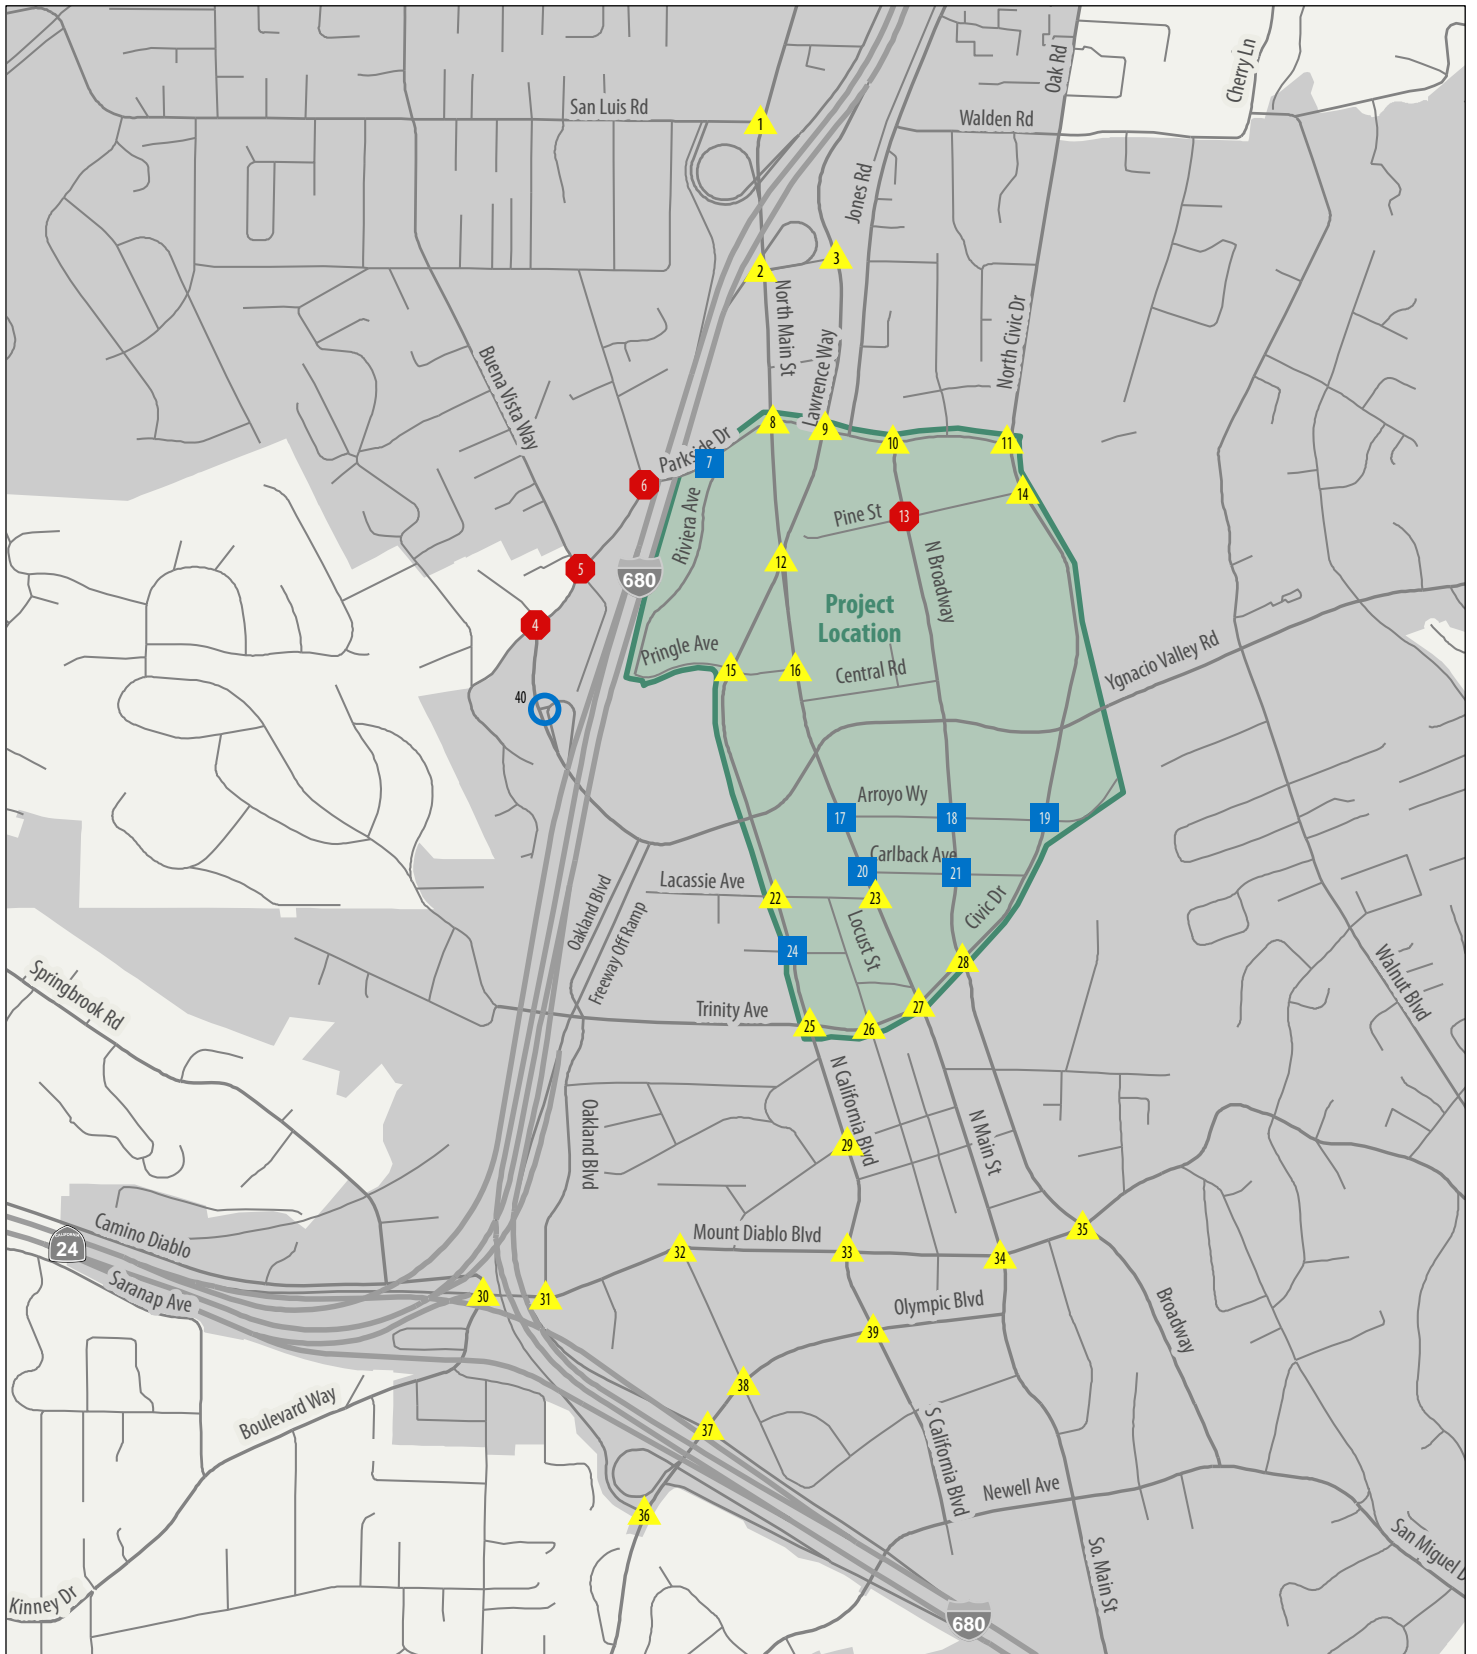 San Luis Rd
1
Walden Rd
Oak Rd
Cherry Ln
Jones Rd
2
3
North Main St
Lawrence Way
North Civic Dr
Buena Vista Way
8
9
10
11
Parkside Dr
7
6
14
Riviera Ave
Pine St
13
5
680
12
N Broadway
Project
Location
4
Pringle Ave
15
16
Central Rd
Ygnacio Valley Rd
40
Arroyo Wy
17
18
19
Carlback Ave
20
21
Lacassie Ave
22
23
Oakland Blvd
Freeway Off Ramp
Locust St
Civic Dr
24
28
Walnut Blvd
Springbrook Rd
Trinity Ave
25
26
27
N California Blvd
Oakland Blvd
29
N Main St
CALIFORNIA
24
Camino Diablo
Mount Diablo Blvd
32
33
34
35
Saranap Ave
30
31
Olympic Blvd
39
Broadway
38
Boulevard Way
37
S California Blvd
Newell Ave
36
So. Main St
San Miguel D
Kinney Dr
680